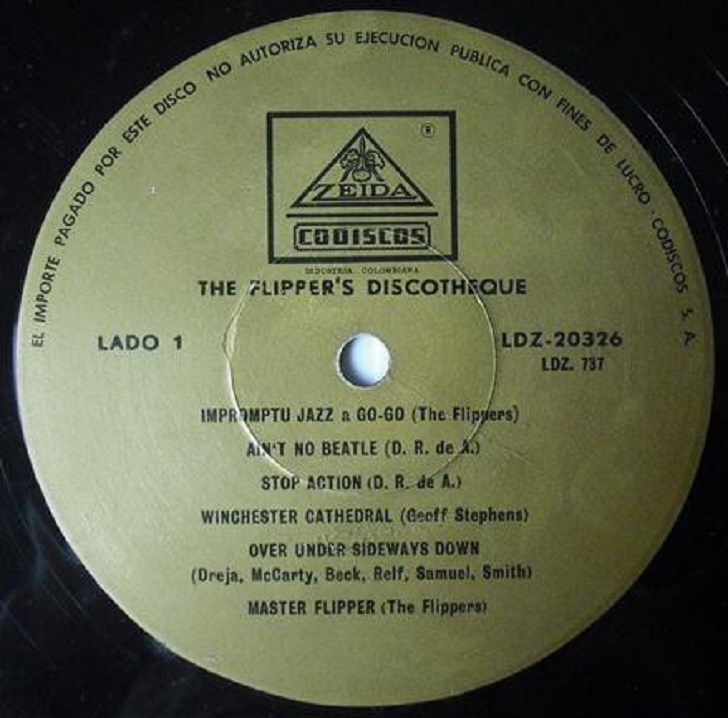 EL IMPORTE PAGADO POR ESTE DISCO NO AUTORIZA SU EJECUCION PUBLICA CON FINES DE LUCRO · CODISCOS S. A.
R
ZEIDA
CODISCOS
INDUSTRIA COLOMBIANA
THE FLIPPER'S DISCOTHEQUE
LADO 1
LDZ-20326
LDZ. 737
IMPROMPTU JAZZ a GO-GO (The Flippers)
AIN'T NO BEATLE (D. R. de A.)
STOP ACTION (D. R. de A.)
WINCHESTER CATHEDRAL (Geoff Stephens)
OVER UNDER SIDEWAYS DOWN
(Dreja, McCarty, Beck, Relf, Samuel, Smith)
MASTER FLIPPER (The Flippers)